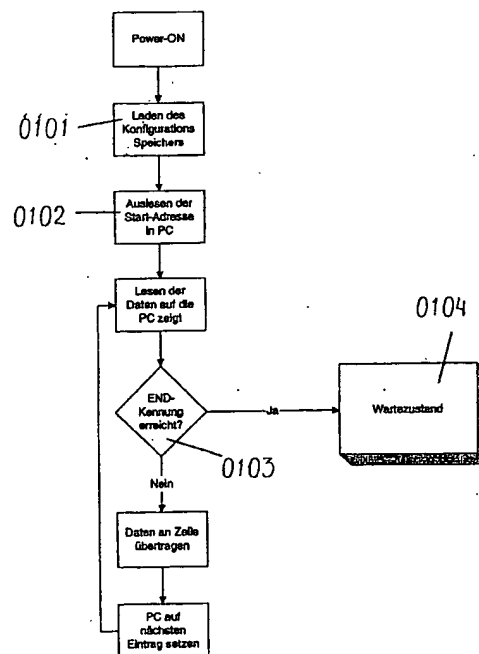 Power-ON
0101
Laden des
Konfigurations
Speichers
0102
Auslesen der
Start-Adresse
in PC
Lesen der
Daten auf die
PC zeigt
0104
END-
Kennung
erreicht?
Ja
Wartezustand
0103
Nein
Daten an Zelle
übertragen
PC auf
nächsten
Eintrag setzen